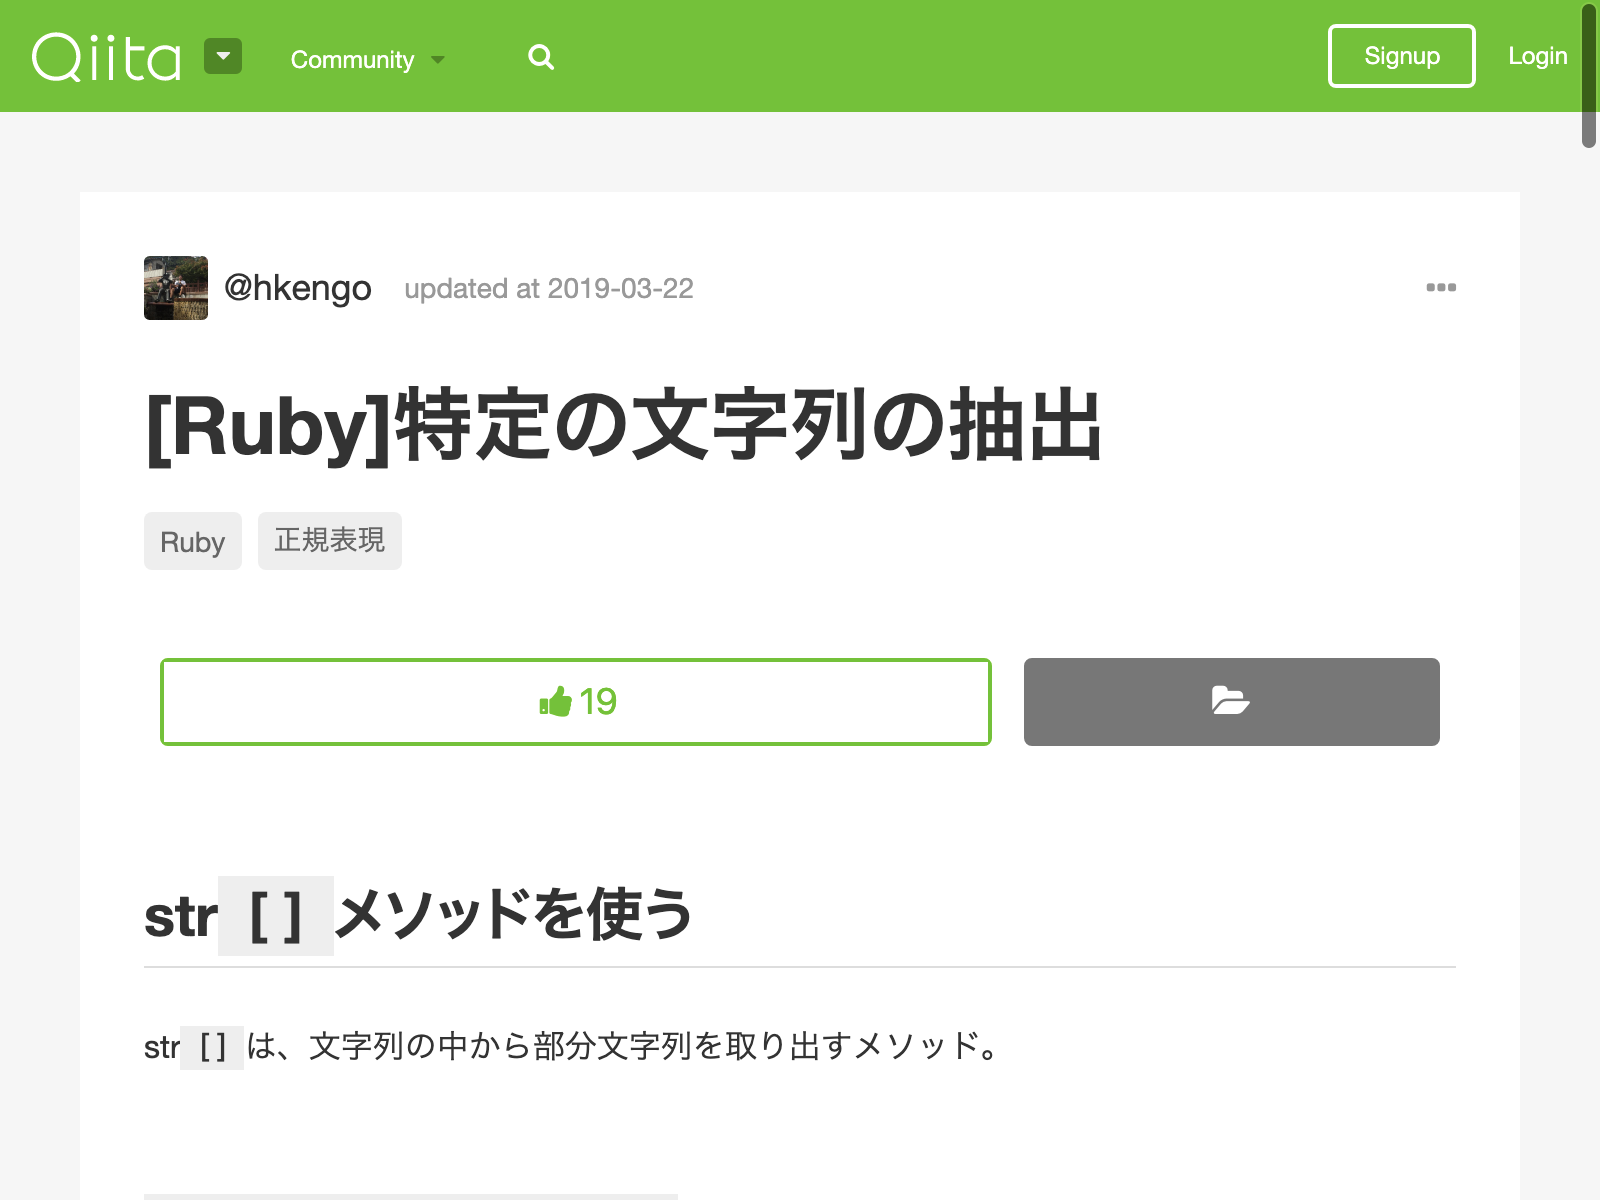 Qiita Community Signup Login
@hkengo updated at 2019-03-22
[Ruby]特定の文字列の抽出
Ruby 正規表現
19
str [] メソッドを使う
str [] は、文字列の中から部分文字列を取り出すメソッド。